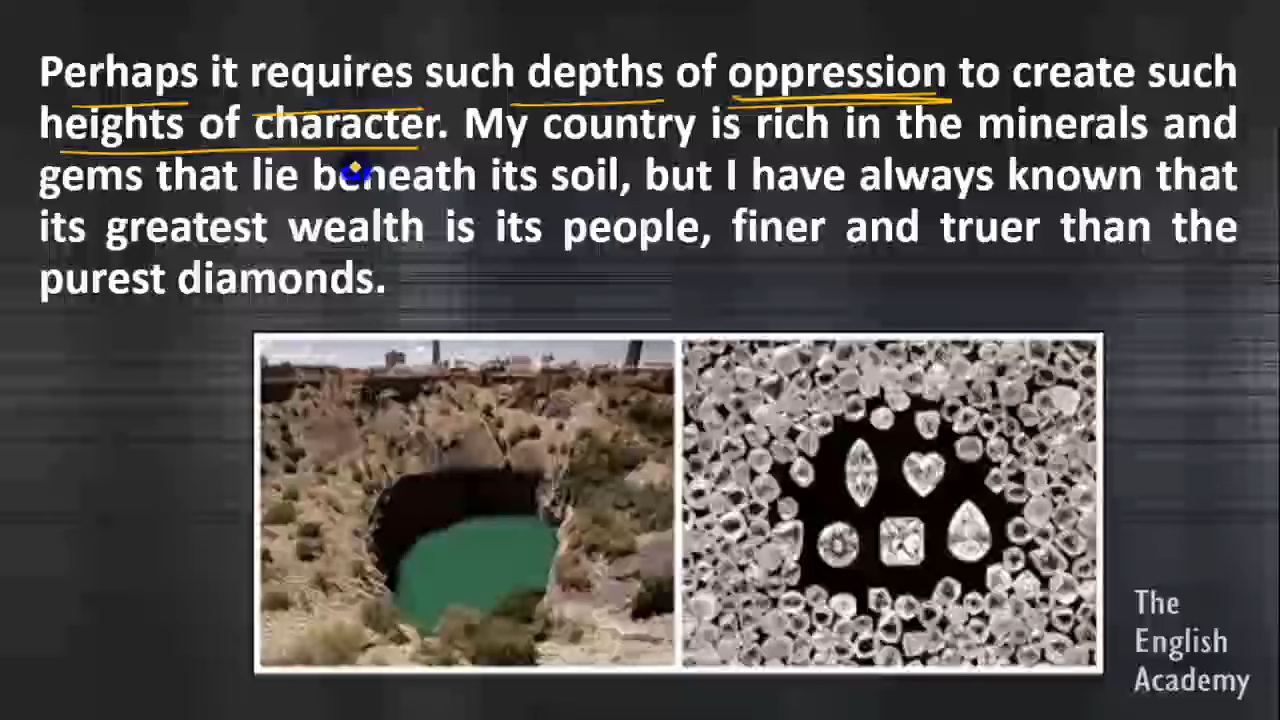 Perhaps it requires such depths of oppression to create such
heights of character. My country is rich in the minerals and
gems that lie beneath its soil, but I have always known that
its greatest wealth is its people, finer and truer than the
purest diamonds.
The
English
Academy